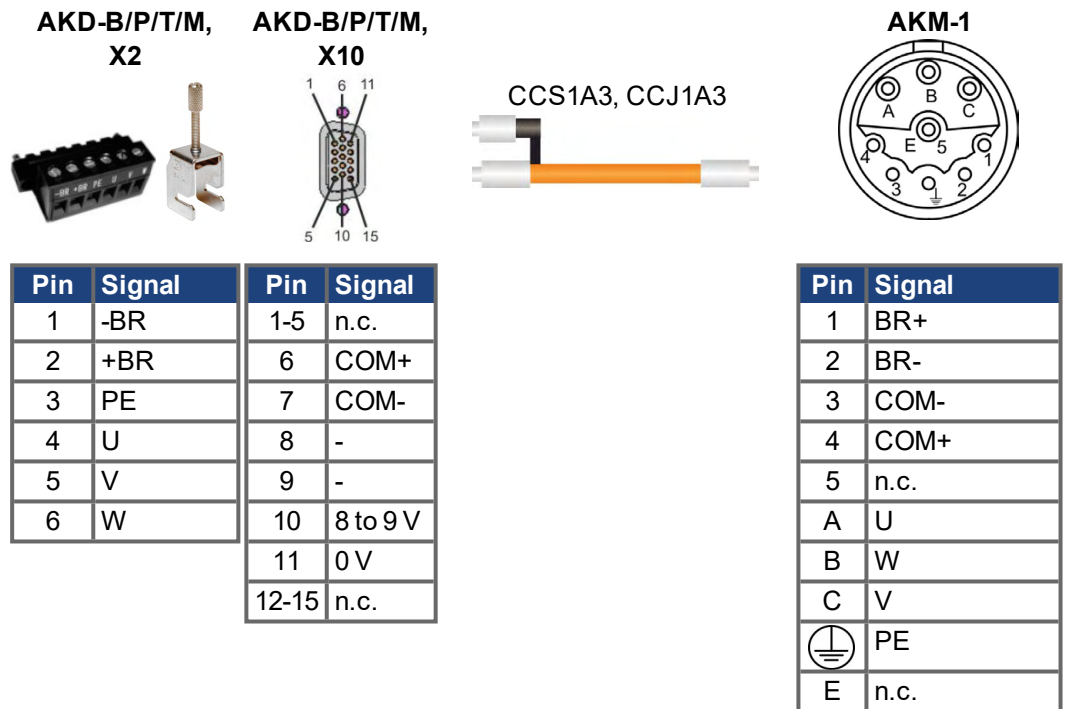 AKD-B/P/T/M,
X2
AKD-B/P/T/M,
X10
AKM-1
1 6 11
5 10 15
-BR +BR PE U V W
CCS1A3, CCJ1A3
A B C
E 5
4 1
3 2
Pin Signal
1 -BR
2 +BR
3 PE
4 U
5 V
6 W
Pin Signal
1-5 n.c.
6 COM+
7 COM-
8 -
9 -
10 8 to 9 V
11 0 V
12-15 n.c.
Pin Signal
1 BR+
2 BR-
3 COM-
4 COM+
5 n.c.
A U
B W
C V
PE
E n.c.